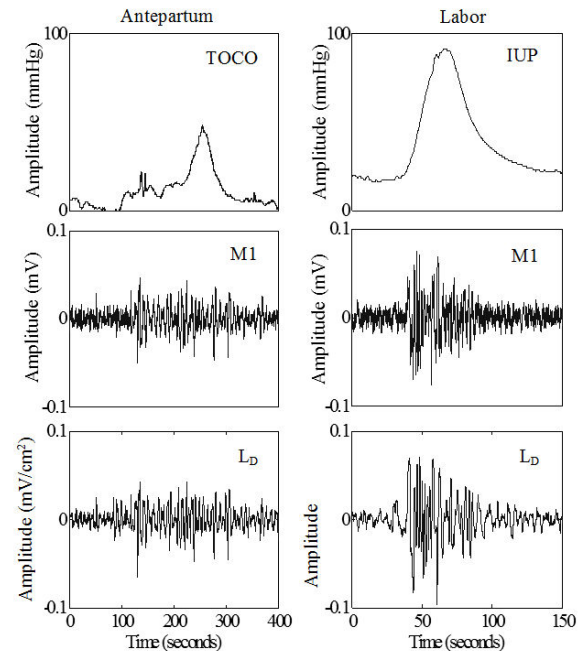 Antepartum
Labor
100
TOCO
Amplitude (mmHg)
0
100
IUP
Amplitude (mmHg)
0
0.1
M1
Amplitude (mV)
0
-0.1
0.1
M1
Amplitude (mV)
0
-0.1
0.1
L_D
Amplitude (mV/cm²)
0
-0.1
0 100 200 300 400
Time (seconds)
0.1
L_D
Amplitude
0
-0.1
0 50 100 150
Time (seconds)